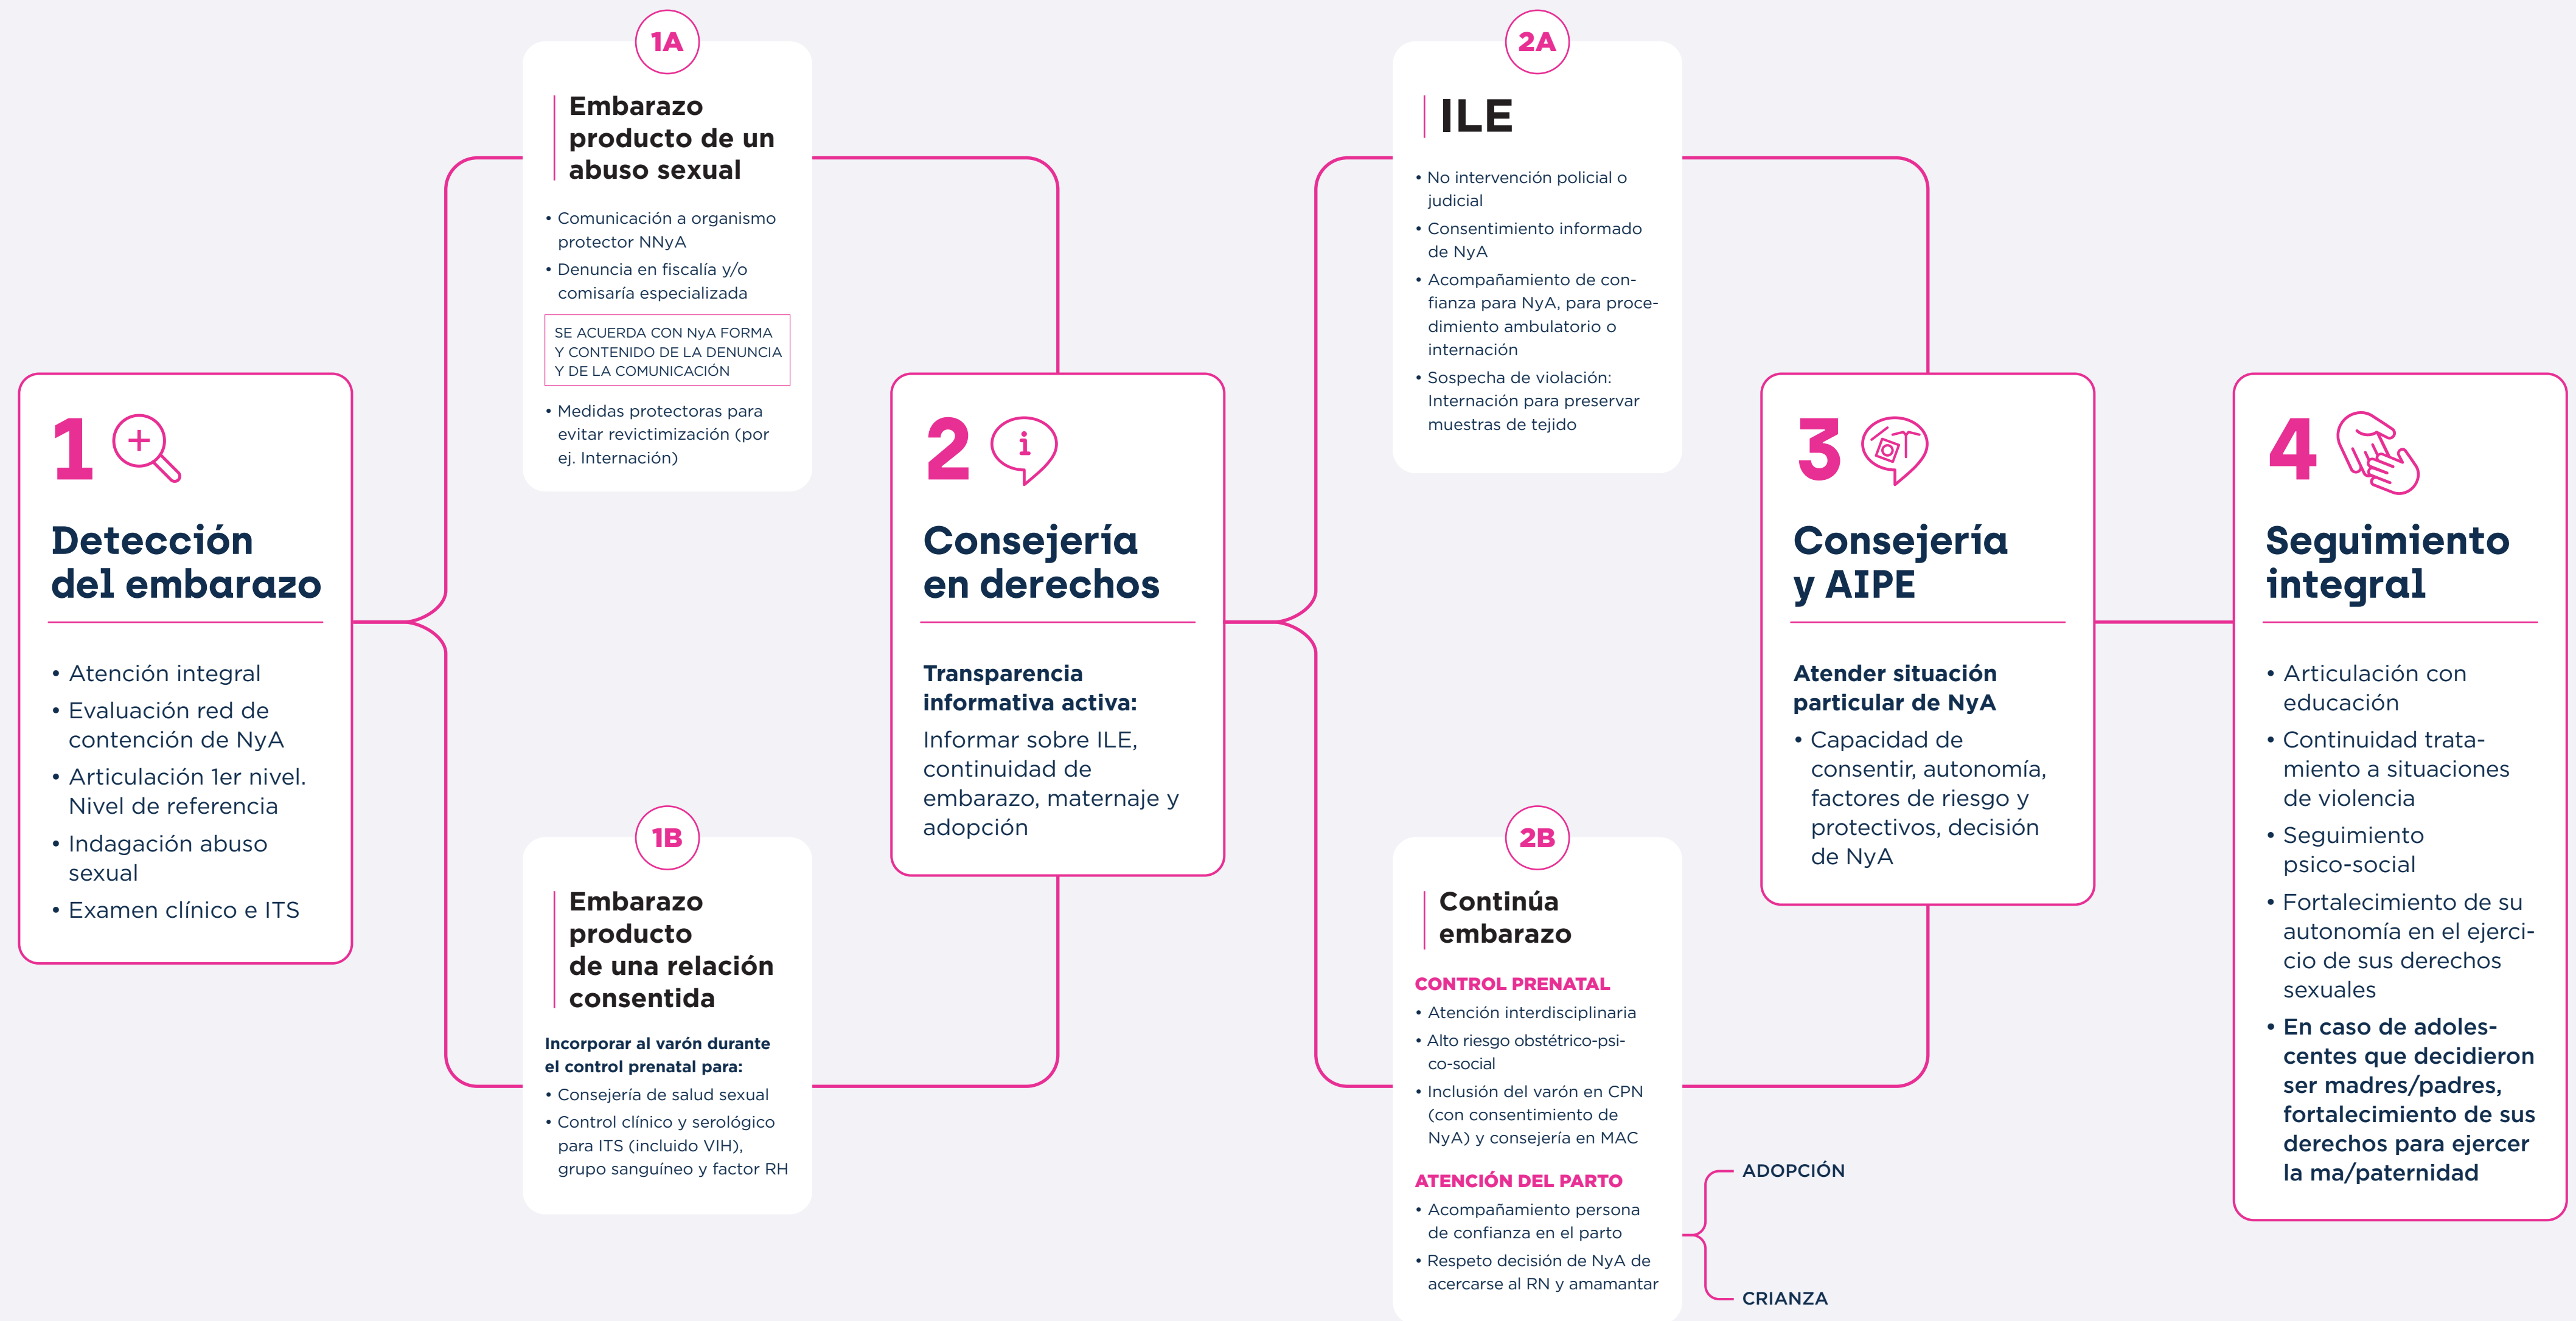 1
Detección
del embarazo
• Atención integral
• Evaluación red de
contención de NyA
• Articulación 1er nivel.
Nivel de referencia
• Indagación abuso
sexual
• Examen clínico e ITS
1A
Embarazo
producto de un
abuso sexual
• Comunicación a organismo
protector NNyA
• Denuncia en fiscalía y/o
comisaría especializada
SE ACUERDA CON NyA FORMA
Y CONTENIDO DE LA DENUNCIA
Y DE LA COMUNICACIÓN
• Medidas protectoras para
evitar revictimización (por
ej. Internación)
1B
Embarazo
producto
de una relación
consentida
Incorporar al varón durante
el control prenatal para:
• Consejería de salud sexual
• Control clínico y serológico
para ITS (incluido VIH),
grupo sanguíneo y factor RH
2
i
Consejería
en derechos
Transparencia
informativa activa:
Informar sobre ILE,
continuidad de
embarazo, maternaje y
adopción
2A
ILE
• No intervención policial o
judicial
• Consentimiento informado
de NyA
• Acompañamiento de con-
fianza para NyA, para proce-
dimiento ambulatorio o
internación
• Sospecha de violación:
Internación para preservar
muestras de tejido
2B
Continúa
embarazo
CONTROL PRENATAL
• Atención interdisciplinaria
• Alto riesgo obstétrico-psi-
co-social
• Inclusión del varón en CPN
(con consentimiento de
NyA) y consejería en MAC
ATENCIÓN DEL PARTO
• Acompañamiento persona
de confianza en el parto
• Respeto decisión de NyA de
acercarse al RN y amamantar
ADOPCIÓN
CRIANZA
3
Consejería
y AIPE
Atender situación
particular de NyA
• Capacidad de
consentir, autonomía,
factores de riesgo y
protectivos, decisión
de NyA
4
Seguimiento
integral
• Articulación con
educación
• Continuidad trata-
miento a situaciones
de violencia
• Seguimiento
psico-social
• Fortalecimiento de su
autonomía en el ejerci-
cio de sus derechos
sexuales
• En caso de adoles-
centes que decidieron
ser madres/padres,
fortalecimiento de sus
derechos para ejercer
la ma/paternidad